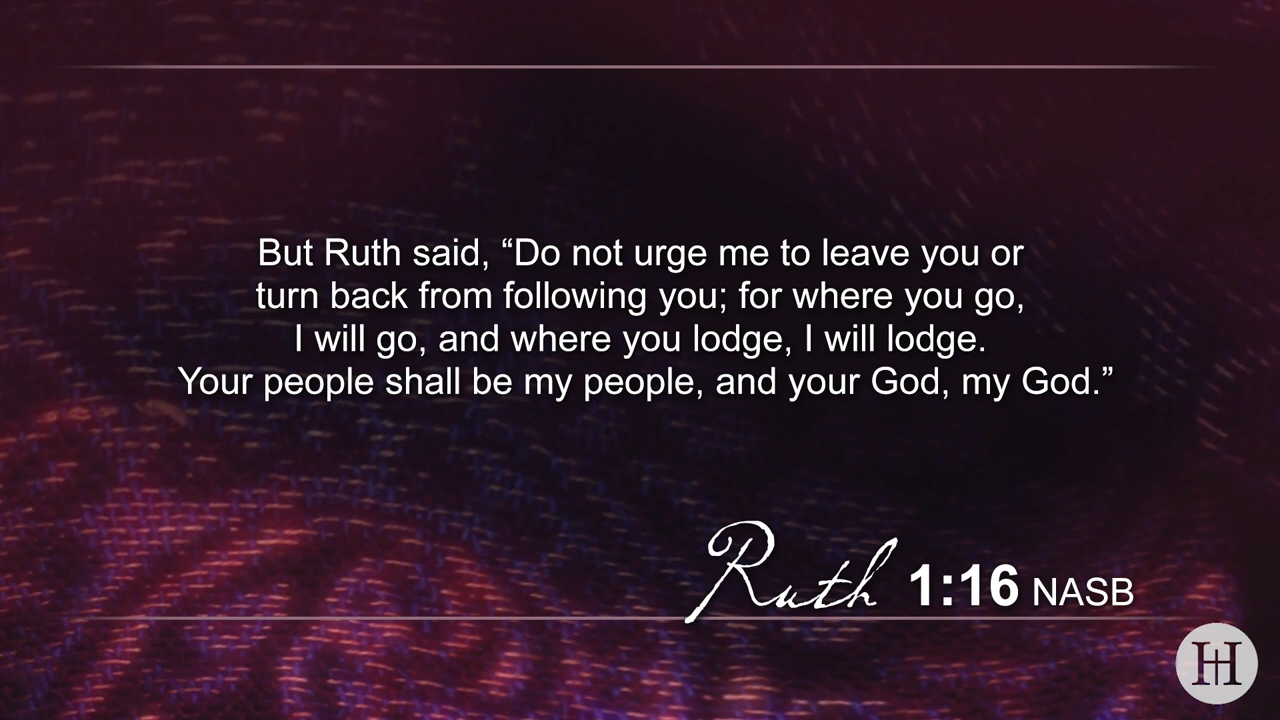 But Ruth said, “Do not urge me to leave you or
turn back from following you; for where you go,
I will go, and where you lodge, I will lodge.
Your people shall be my people, and your God, my God.”
Ruth 1:16 NASB
H